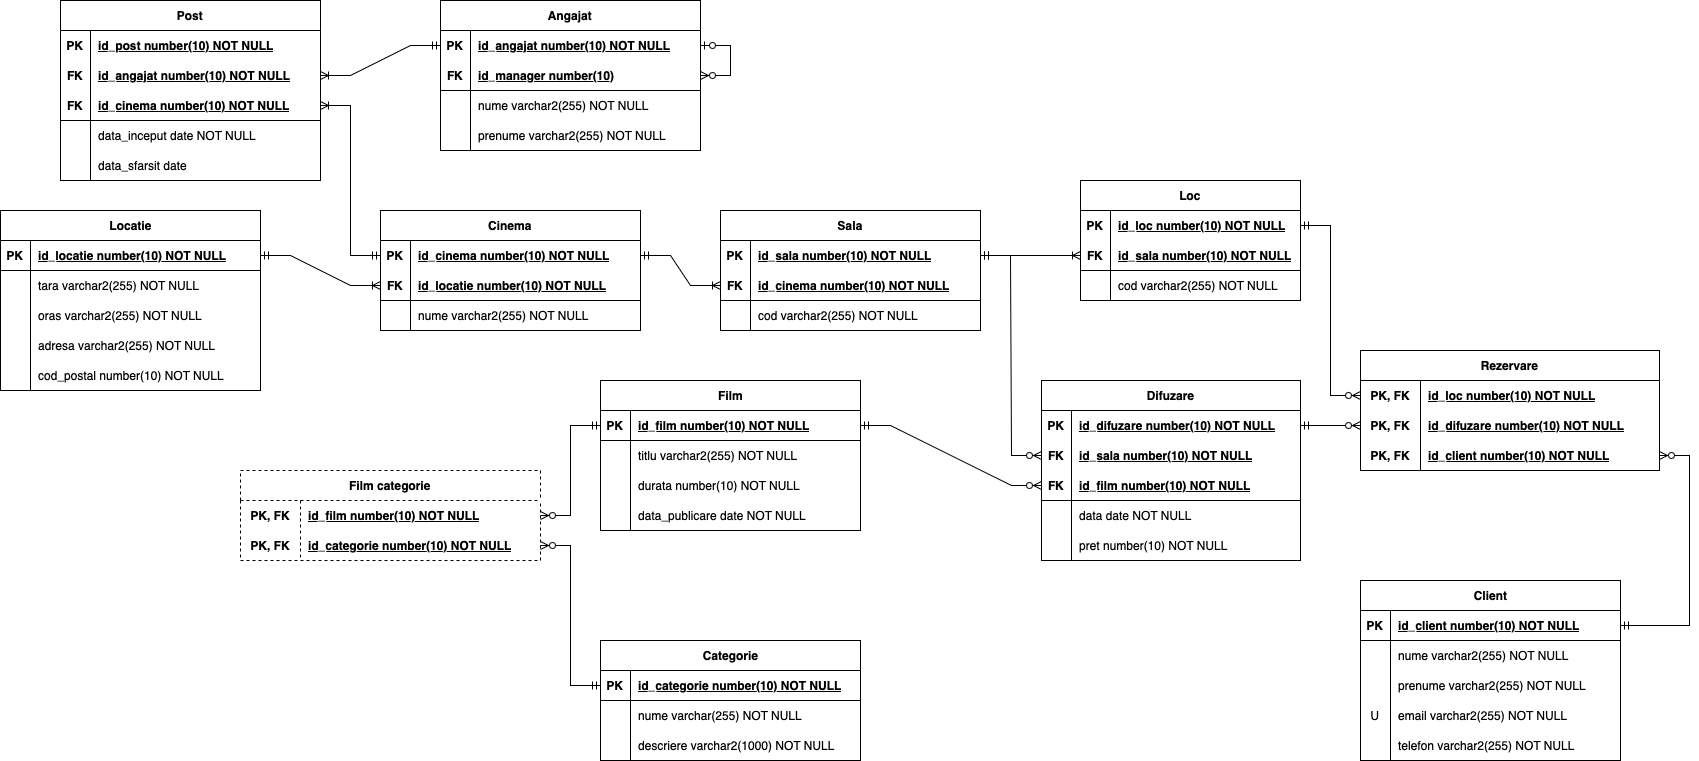 Post
PK id_post number(10) NOT NULL
FK id_angajat number(10) NOT NULL
FK id_cinema number(10) NOT NULL
data_inceput date NOT NULL
data_sfarsit date
Angajat
PK id_angajat number(10) NOT NULL
FK id_manager number(10)
nume varchar2(255) NOT NULL
prenume varchar2(255) NOT NULL
Locatie
PK id_locatie number(10) NOT NULL
tara varchar2(255) NOT NULL
oras varchar2(255) NOT NULL
adresa varchar2(255) NOT NULL
cod_postal number(10) NOT NULL
Cinema
PK id_cinema number(10) NOT NULL
FK id_locatie number(10) NOT NULL
nume varchar2(255) NOT NULL
Sala
PK id_sala number(10) NOT NULL
FK id_cinema number(10) NOT NULL
cod varchar2(255) NOT NULL
Loc
PK id_loc number(10) NOT NULL
FK id_sala number(10) NOT NULL
cod varchar2(255) NOT NULL
Film
PK id_film number(10) NOT NULL
titlu varchar2(255) NOT NULL
durata number(10) NOT NULL
data_publicare date NOT NULL
Difuzare
PK id_difuzare number(10) NOT NULL
FK id_sala number(10) NOT NULL
FK id_film number(10) NOT NULL
data date NOT NULL
pret number(10) NOT NULL
Rezervare
PK, FK id_loc number(10) NOT NULL
PK, FK id_difuzare number(10) NOT NULL
PK, FK id_client number(10) NOT NULL
Film categorie
PK, FK id_film number(10) NOT NULL
PK, FK id_categorie number(10) NOT NULL
Categorie
PK id_categorie number(10) NOT NULL
nume varchar(255) NOT NULL
descriere varchar2(1000) NOT NULL
Client
PK id_client number(10) NOT NULL
nume varchar2(255) NOT NULL
prenume varchar2(255) NOT NULL
U email varchar2(255) NOT NULL
telefon varchar2(255) NOT NULL